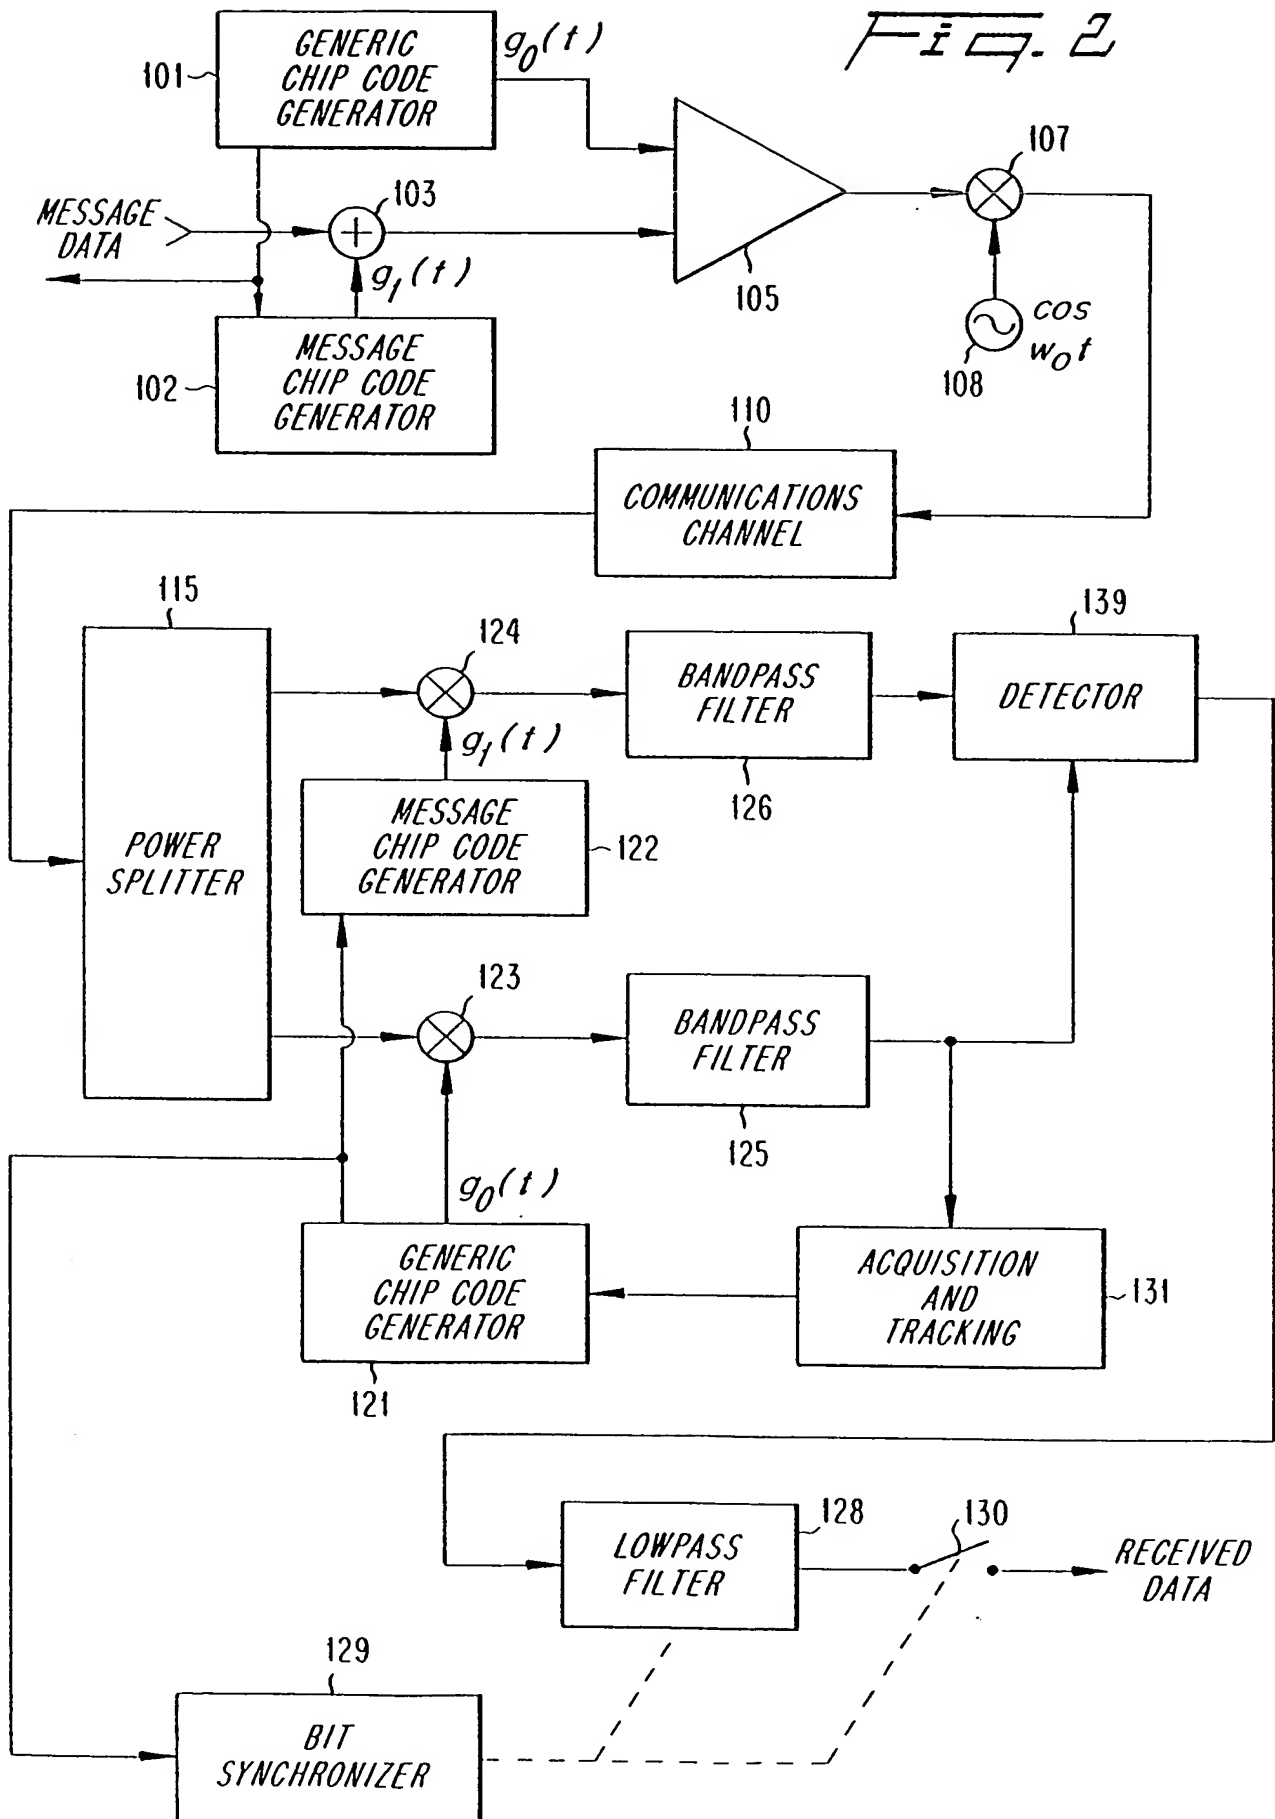 Fig. 2
GENERIC
CHIP CODE
GENERATOR
101
g0(t)
107
MESSAGE
DATA
103
+
g1(t)
105
cos
w0t
108
MESSAGE
CHIP CODE
GENERATOR
102
110
COMMUNICATIONS
CHANNEL
115
POWER
SPLITTER
124
BANDPASS
FILTER
126
139
DETECTOR
g1(t)
MESSAGE
CHIP CODE
GENERATOR
122
123
BANDPASS
FILTER
125
g0(t)
GENERIC
CHIP CODE
GENERATOR
121
ACQUISITION
AND
TRACKING
131
LOWPASS
FILTER
128
130
RECEIVED
DATA
129
BIT
SYNCHRONIZER